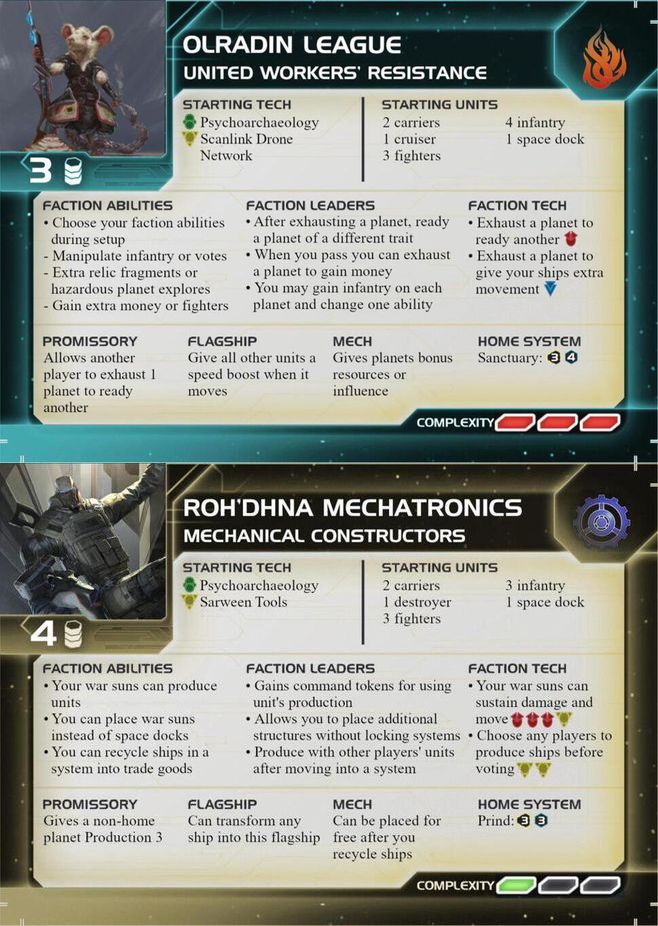 OLRADIN LEAGUE
UNITED WORKERS' RESISTANCE
3
STARTING TECH
Psychoarchaeology
Scanlink Drone
Network
STARTING UNITS
2 carriers
1 cruiser
3 fighters
4 infantry
1 space dock
FACTION ABILITIES
• Choose your faction abilities
during setup
- Manipulate infantry or votes
- Extra relic fragments or
hazardous planet explores
- Gain extra money or fighters
FACTION LEADERS
• After exhausting a planet, ready
a planet of a different trait
• When you pass you can exhaust
a planet to gain money
• You may gain infantry on each
planet and change one ability
FACTION TECH
• Exhaust a planet to
ready another
• Exhaust a planet to
give your ships extra
movement
PROMISSORY
Allows another
player to exhaust 1
planet to ready
another
FLAGSHIP
Give all other units a
speed boost when it
moves
MECH
Gives planets bonus
resources or
influence
HOME SYSTEM
Sanctuary: 3 4
COMPLEXITY
ROH'DHNA MECHATRONICS
MECHANICAL CONSTRUCTORS
4
STARTING TECH
Psychoarchaeology
Sarween Tools
STARTING UNITS
2 carriers
1 destroyer
3 fighters
3 infantry
1 space dock
FACTION ABILITIES
• Your war suns can produce
units
• You can place war suns
instead of space docks
• You can recycle ships in a
system into trade goods
FACTION LEADERS
• Gains command tokens for using
unit's production
• Allows you to place additional
structures without locking systems
• Produce with other players' units
after moving into a system
FACTION TECH
• Your war suns can
sustain damage and
move
• Choose any players to
produce ships before
voting
PROMISSORY
Gives a non-home
planet Production 3
FLAGSHIP
Can transform any
ship into this flagship
MECH
Can be placed for
free after you
recycle ships
HOME SYSTEM
Prind: 3 3
COMPLEXITY